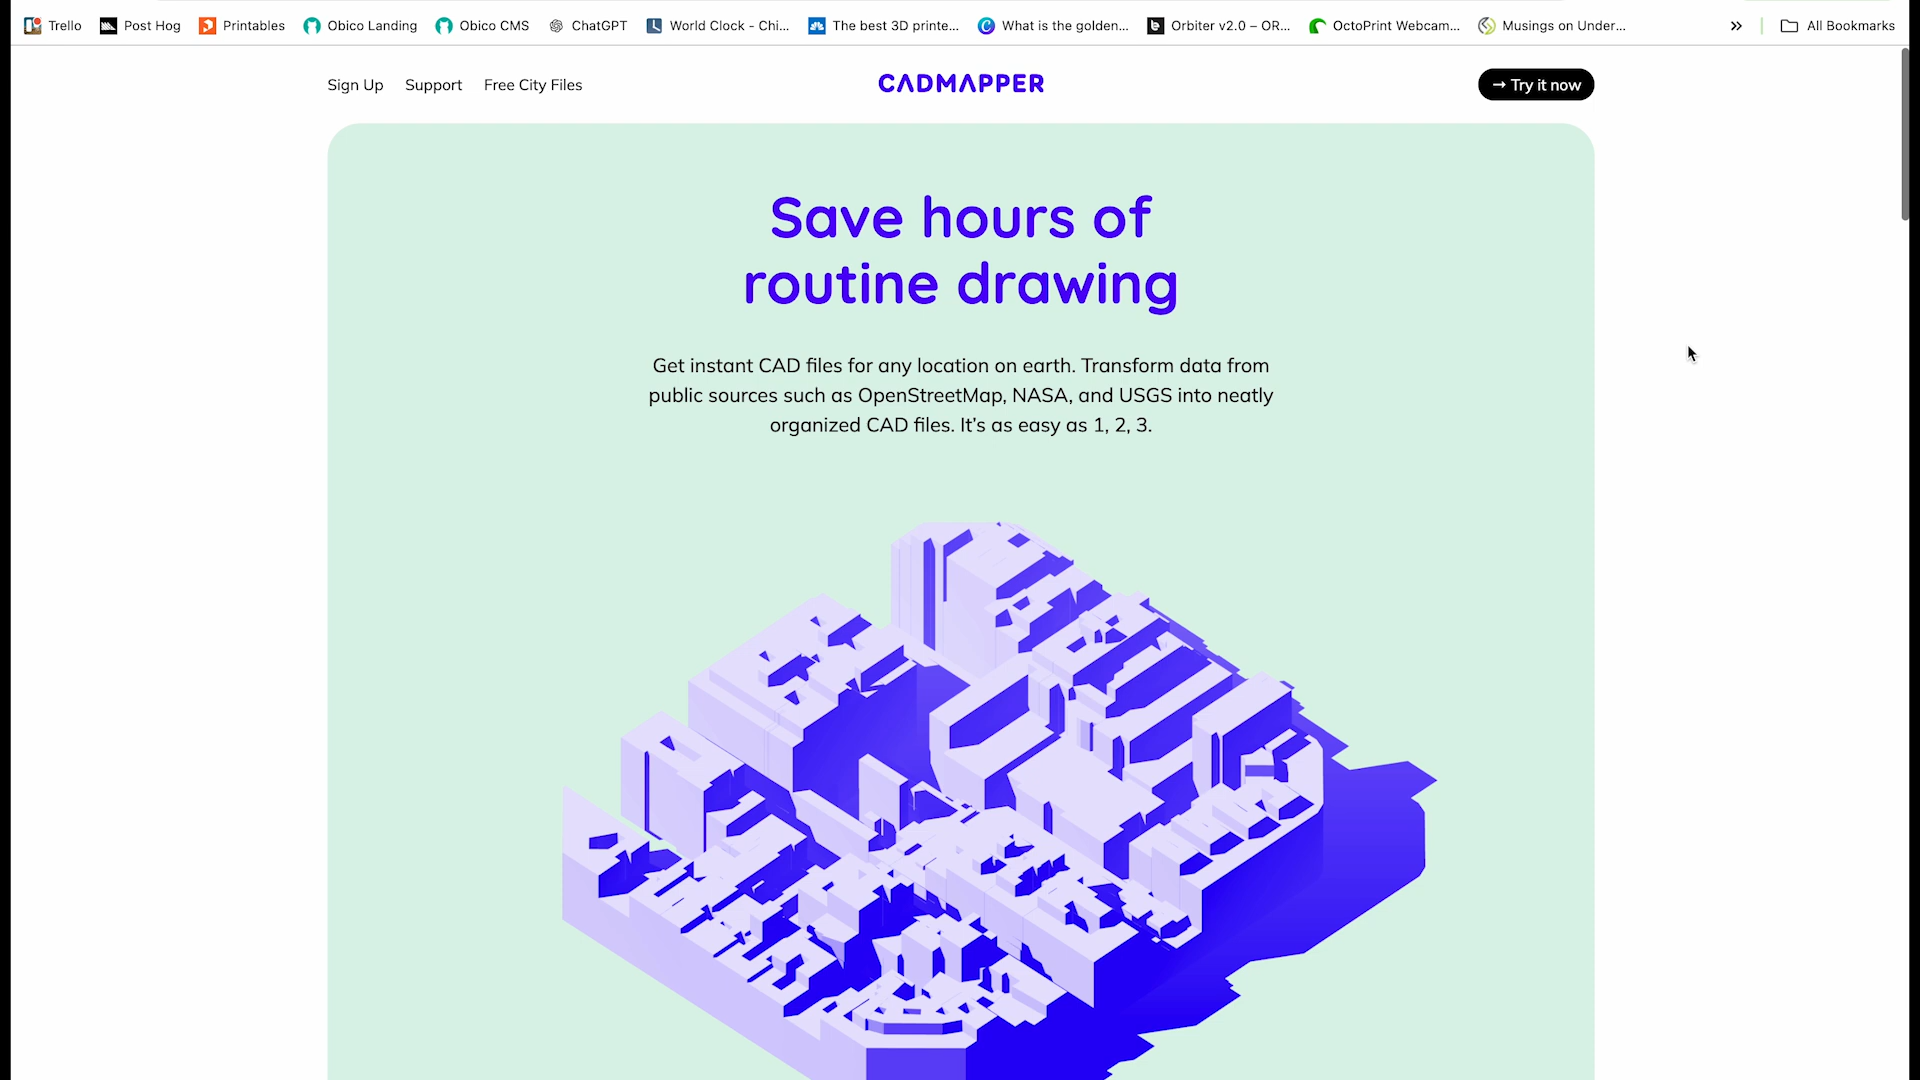 Trello Post Hog Printables Obico Landing Obico CMS ChatGPT World Clock - Chi... The best 3D printe... What is the golden... Orbiter v2.0 – OR... OctoPrint Webcam... Musings on Under... » All Bookmarks
Sign Up Support Free City Files CADMAPPER → Try it now
Save hours of
routine drawing
Get instant CAD files for any location on earth. Transform data from
public sources such as OpenStreetMap, NASA, and USGS into neatly
organized CAD files. It’s as easy as 1, 2, 3.